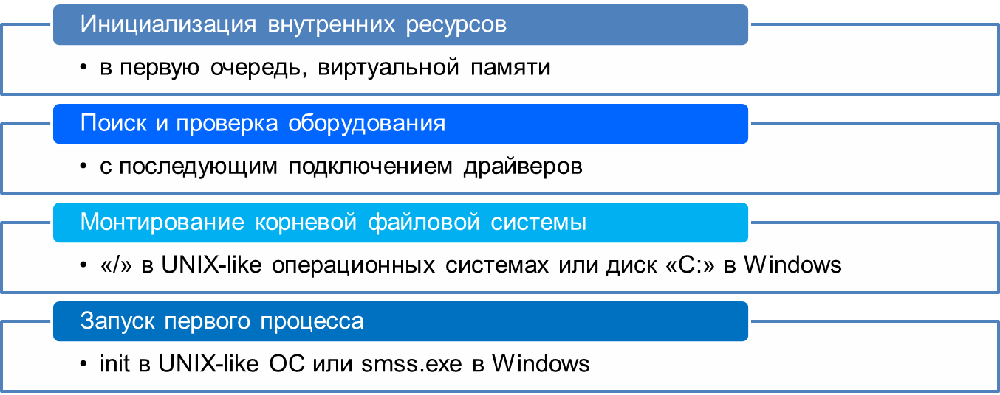 Инициализация внутренних ресурсов
• в первую очередь, виртуальной памяти
Поиск и проверка оборудования
• с последующим подключением драйверов
Монтирование корневой файловой системы
• «/» в UNIX-like операционных системах или диск «C:» в Windows
Запуск первого процесса
• init в UNIX-like ОС или smss.exe в Windows